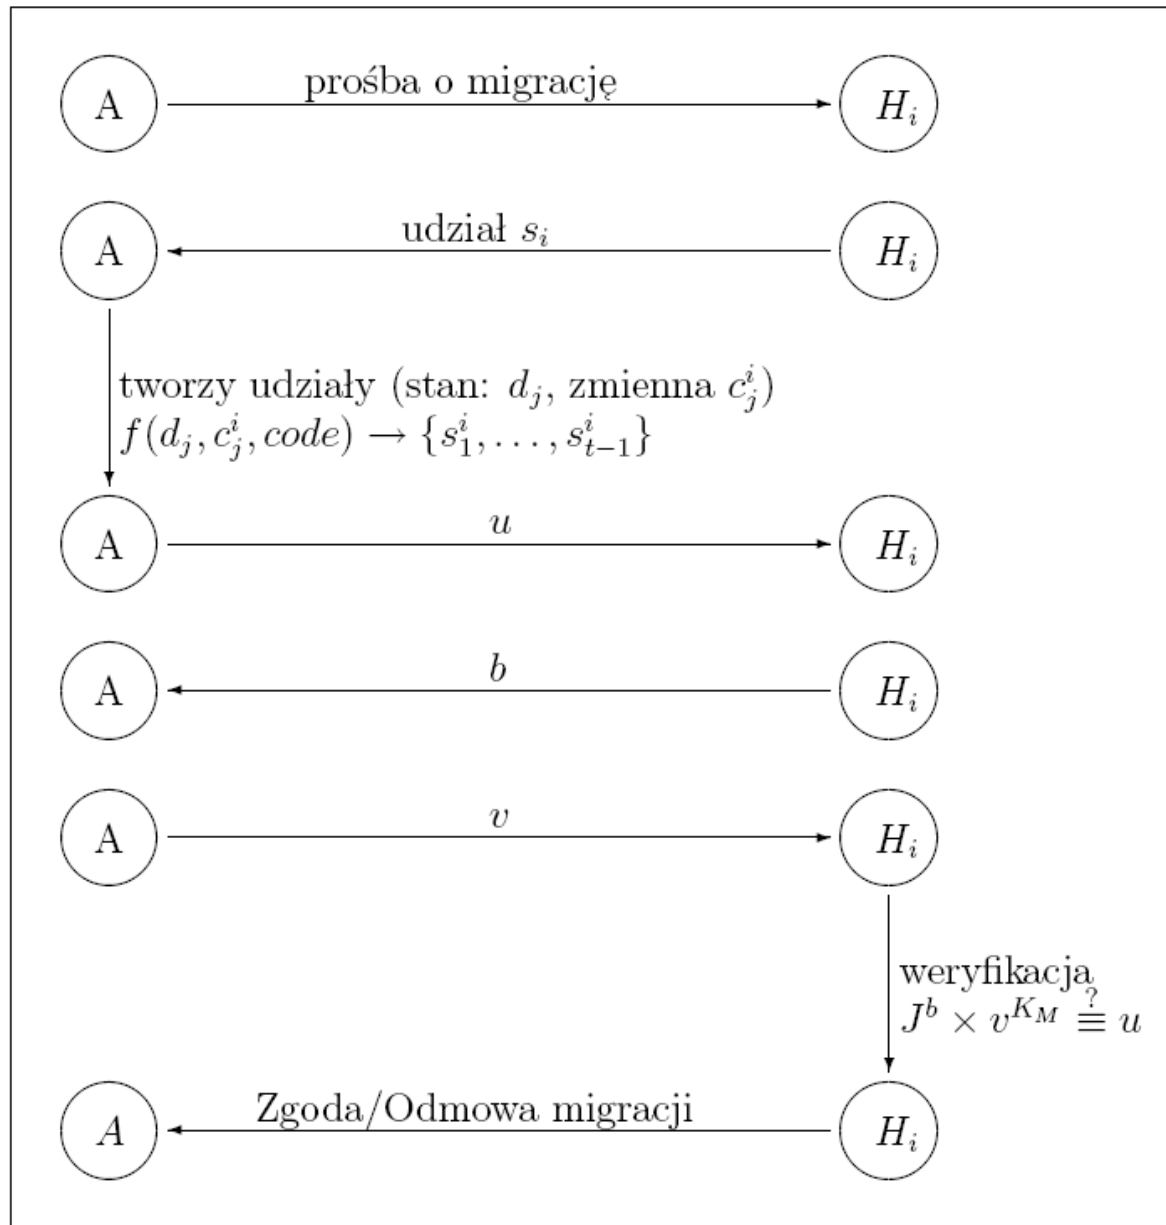 A prośba o migrację H_i
A udział s_i H_i
tworzy udziały (stan: d_j, zmienna c_j^i)
f(d_j, c_j^i, code) → {s_1^i, . . . , s_{t−1}^i}
A u H_i
A b H_i
A v H_i
weryfikacja
J^b × v^{K_M} ≟≡ u
A Zgoda/Odmowa migracji H_i